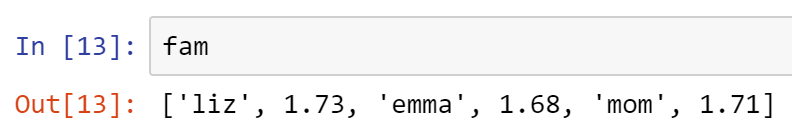 In [13]: fam
Out[13]: ['liz', 1.73, 'emma', 1.68, 'mom', 1.71]